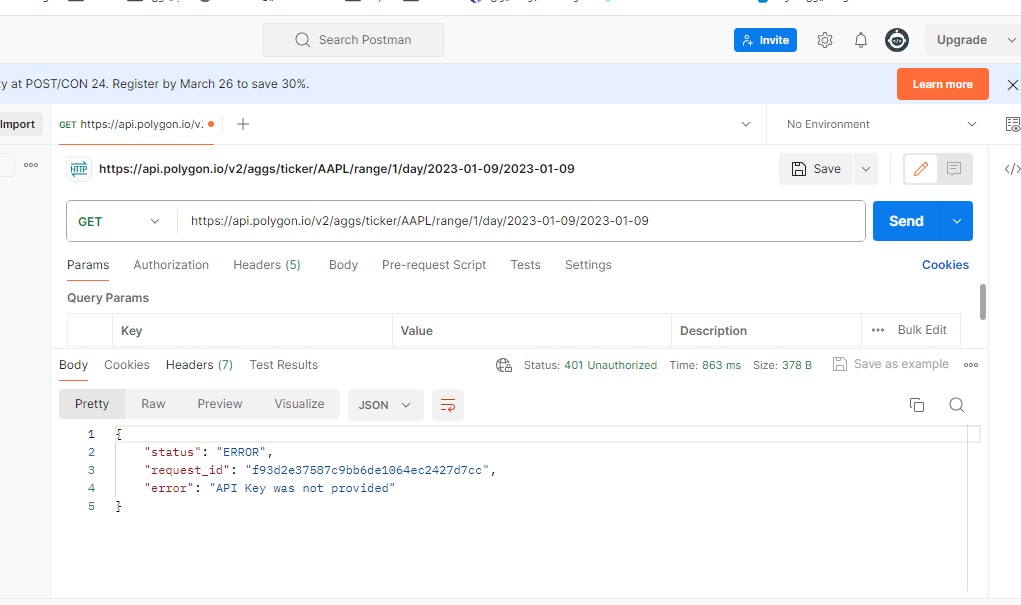 Search Postman
Invite
Upgrade
y at POST/CON 24. Register by March 26 to save 30%.
Learn more
Import
GET https://api.polygon.io/v.
No Environment
HTTP
https://api.polygon.io/v2/aggs/ticker/AAPL/range/1/day/2023-01-09/2023-01-09
Save
GET
https://api.polygon.io/v2/aggs/ticker/AAPL/range/1/day/2023-01-09/2023-01-09
Send
Params Authorization Headers (5) Body Pre-request Script Tests Settings Cookies
Query Params
Key Value Description Bulk Edit
Body Cookies Headers (7) Test Results Status: 401 Unauthorized Time: 863 ms Size: 378 B Save as example
Pretty Raw Preview Visualize JSON
1 {
2 "status": "ERROR",
3 "request_id": "f93d2e37587c9bb6de1064ec2427d7cc",
4 "error": "API Key was not provided"
5 }